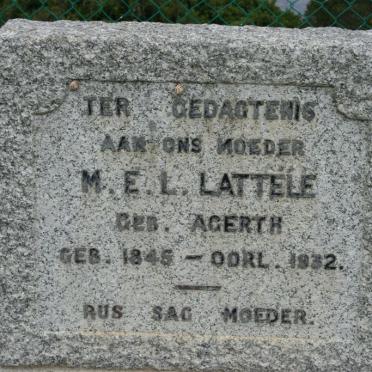 TER GEDAGTENIS
AAN ONS MOEDER
M. E. L. LATTELE
GEB. AGERTH
GEB. 1845 — OORL. 1932.
RUS SAG MOEDER.